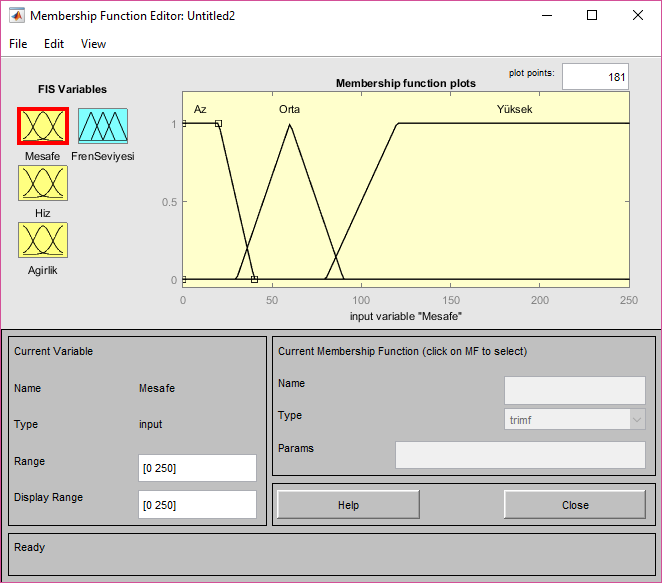 Membership Function Editor: Untitled2
File Edit View
FIS Variables
Mesafe FrenSeviyesi
Hiz
Agirlik
plot points: 181
Membership function plots
Az Orta Yüksek
1
0.5
0
0 50 100 150 200 250
input variable "Mesafe"
Current Variable
Name Mesafe
Type input
Range [0 250]
Display Range [0 250]
Current Membership Function (click on MF to select)
Name
Type trimf
Params
Help Close
Ready